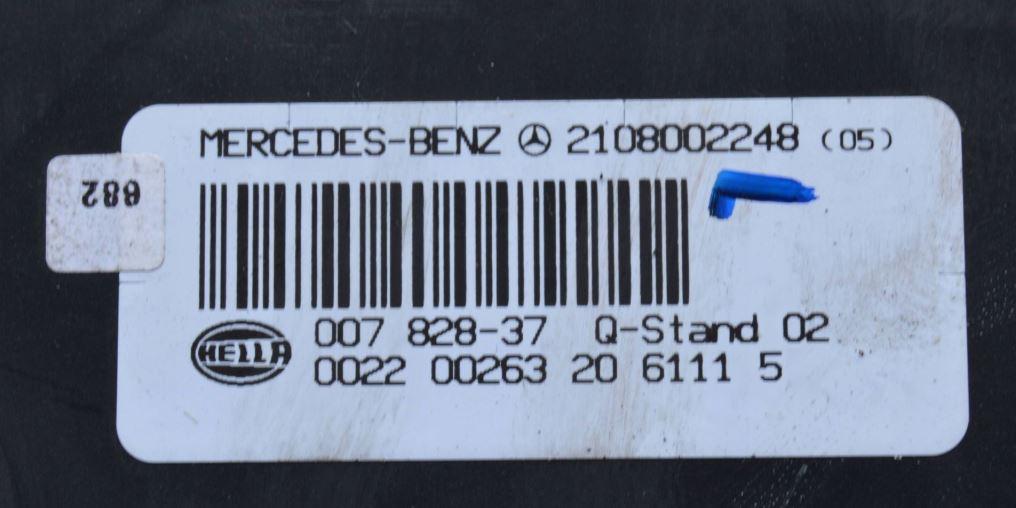 MERCEDES-BENZ 2108002248 (05)
682
HELLA
007 828-37 Q-Stand 02
0022 00263 20 6111 5